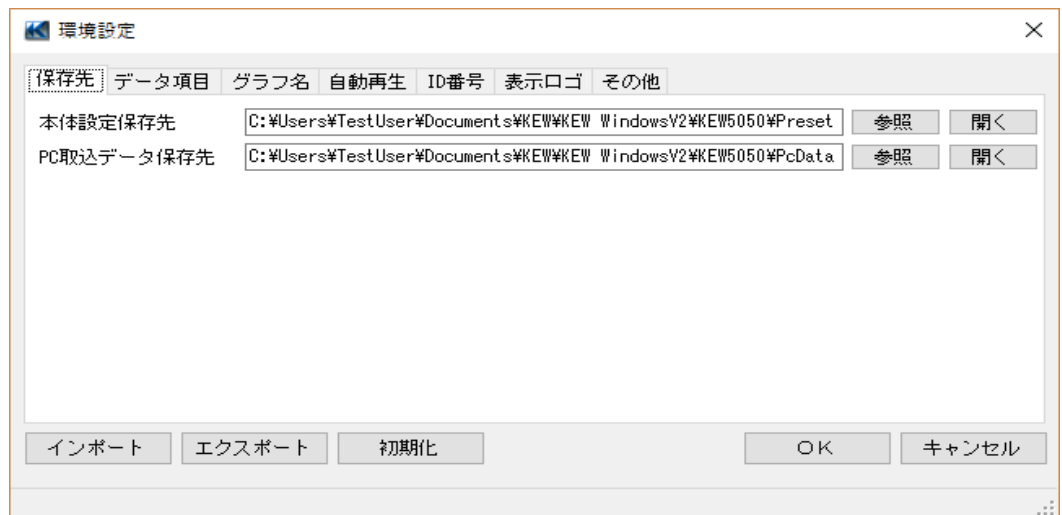 環境設定
保存先 データ項目 グラフ名 自動再生 ID番号 表示ロゴ その他
本体設定保存先 C:¥Users¥TestUser¥Documents¥KEW¥KEW WindowsV2¥KEW5050¥Preset 参照 開く
PC取込データ保存先 C:¥Users¥TestUser¥Documents¥KEW¥KEW WindowsV2¥KEW5050¥PcData 参照 開く
インポート エクスポート 初期化 OK キャンセル